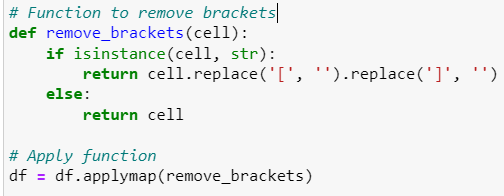 # Function to remove brackets
def remove_brackets(cell):
    if isinstance(cell, str):
        return cell.replace('[', '').replace(']', '')
    else:
        return cell

# Apply function
df = df.applymap(remove_brackets)